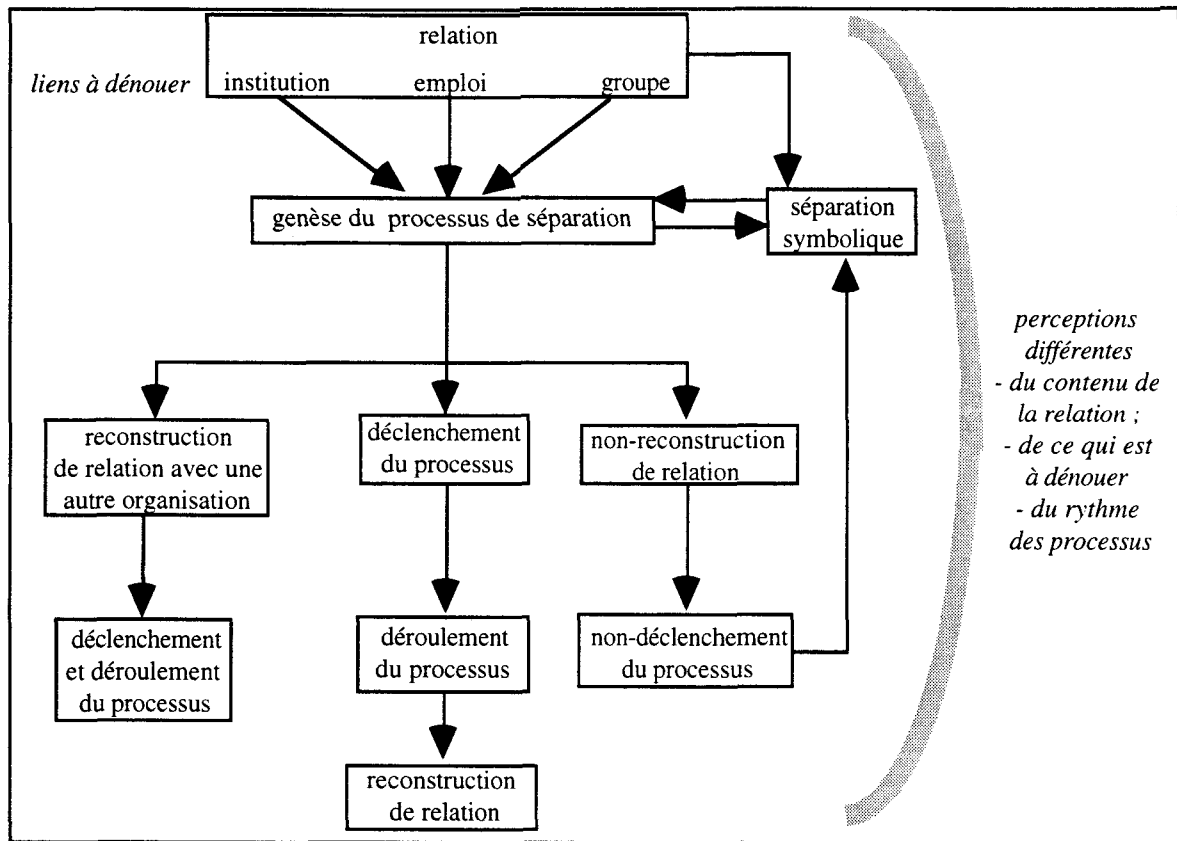 relation
liens à dénouer
institution emploi groupe
genèse du processus de séparation
séparation
symbolique
perceptions
différentes
- du contenu de
la relation ;
- de ce qui est
à dénouer
- du rythme
des processus
reconstruction
de relation avec une
autre organisation
déclenchement
du processus
non-reconstruction
de relation
déclenchement
et déroulement
du processus
déroulement
du processus
non-déclenchement
du processus
reconstruction
de relation